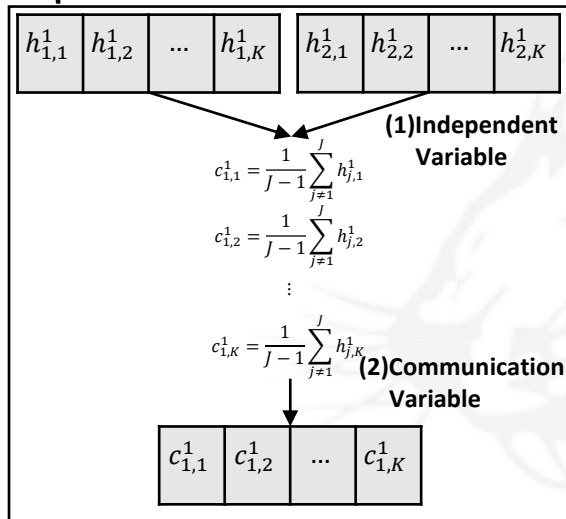 h^1_{1,1} h^1_{1,2} ... h^1_{1,K} h^1_{2,1} h^1_{2,2} ... h^1_{2,K}
(1)Independent
Variable
c^1_{1,1} = \frac{1}{J-1} \sum_{j≠1}^{J} h^1_{j,1}
c^1_{1,2} = \frac{1}{J-1} \sum_{j≠1}^{J} h^1_{j,2}
⋮
c^1_{1,K} = \frac{1}{J-1} \sum_{j≠1}^{J} h^1_{j,K}
(2)Communication
Variable
c^1_{1,1} c^1_{1,2} ... c^1_{1,K}